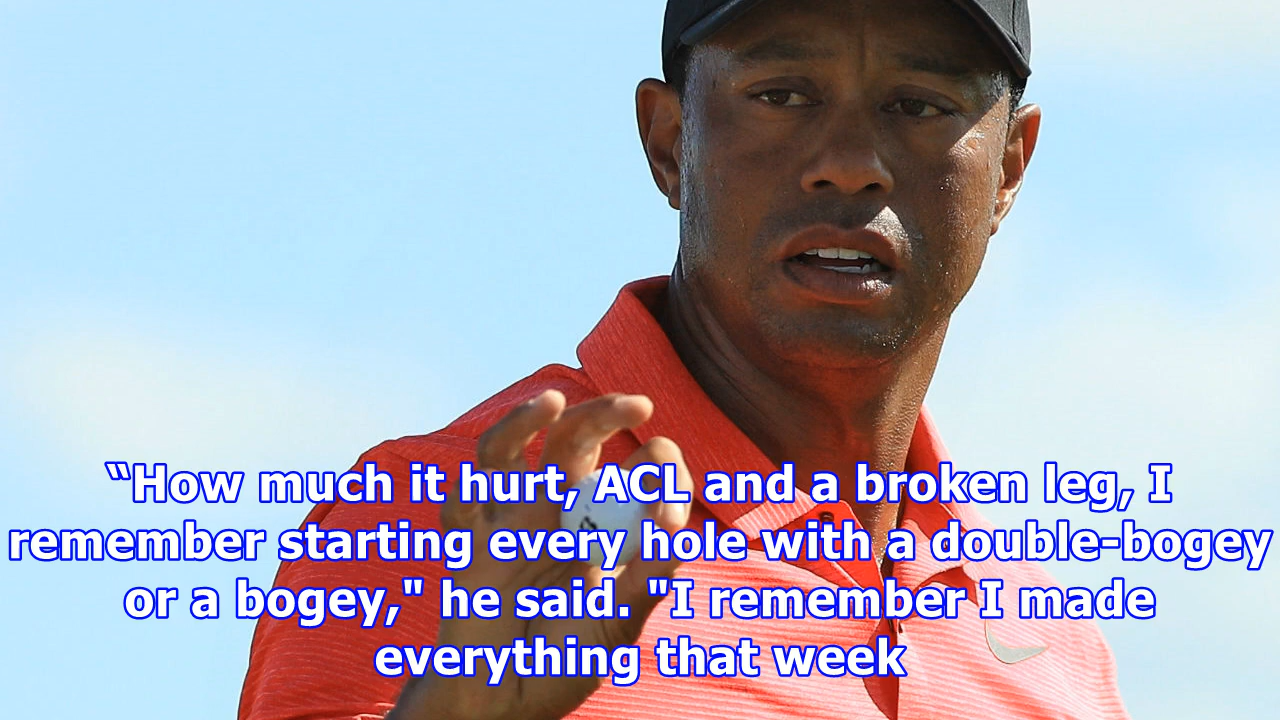 “How much it hurt, ACL and a broken leg, I
remember starting every hole with a double-bogey
or a bogey," he said. "I remember I made
everything that week